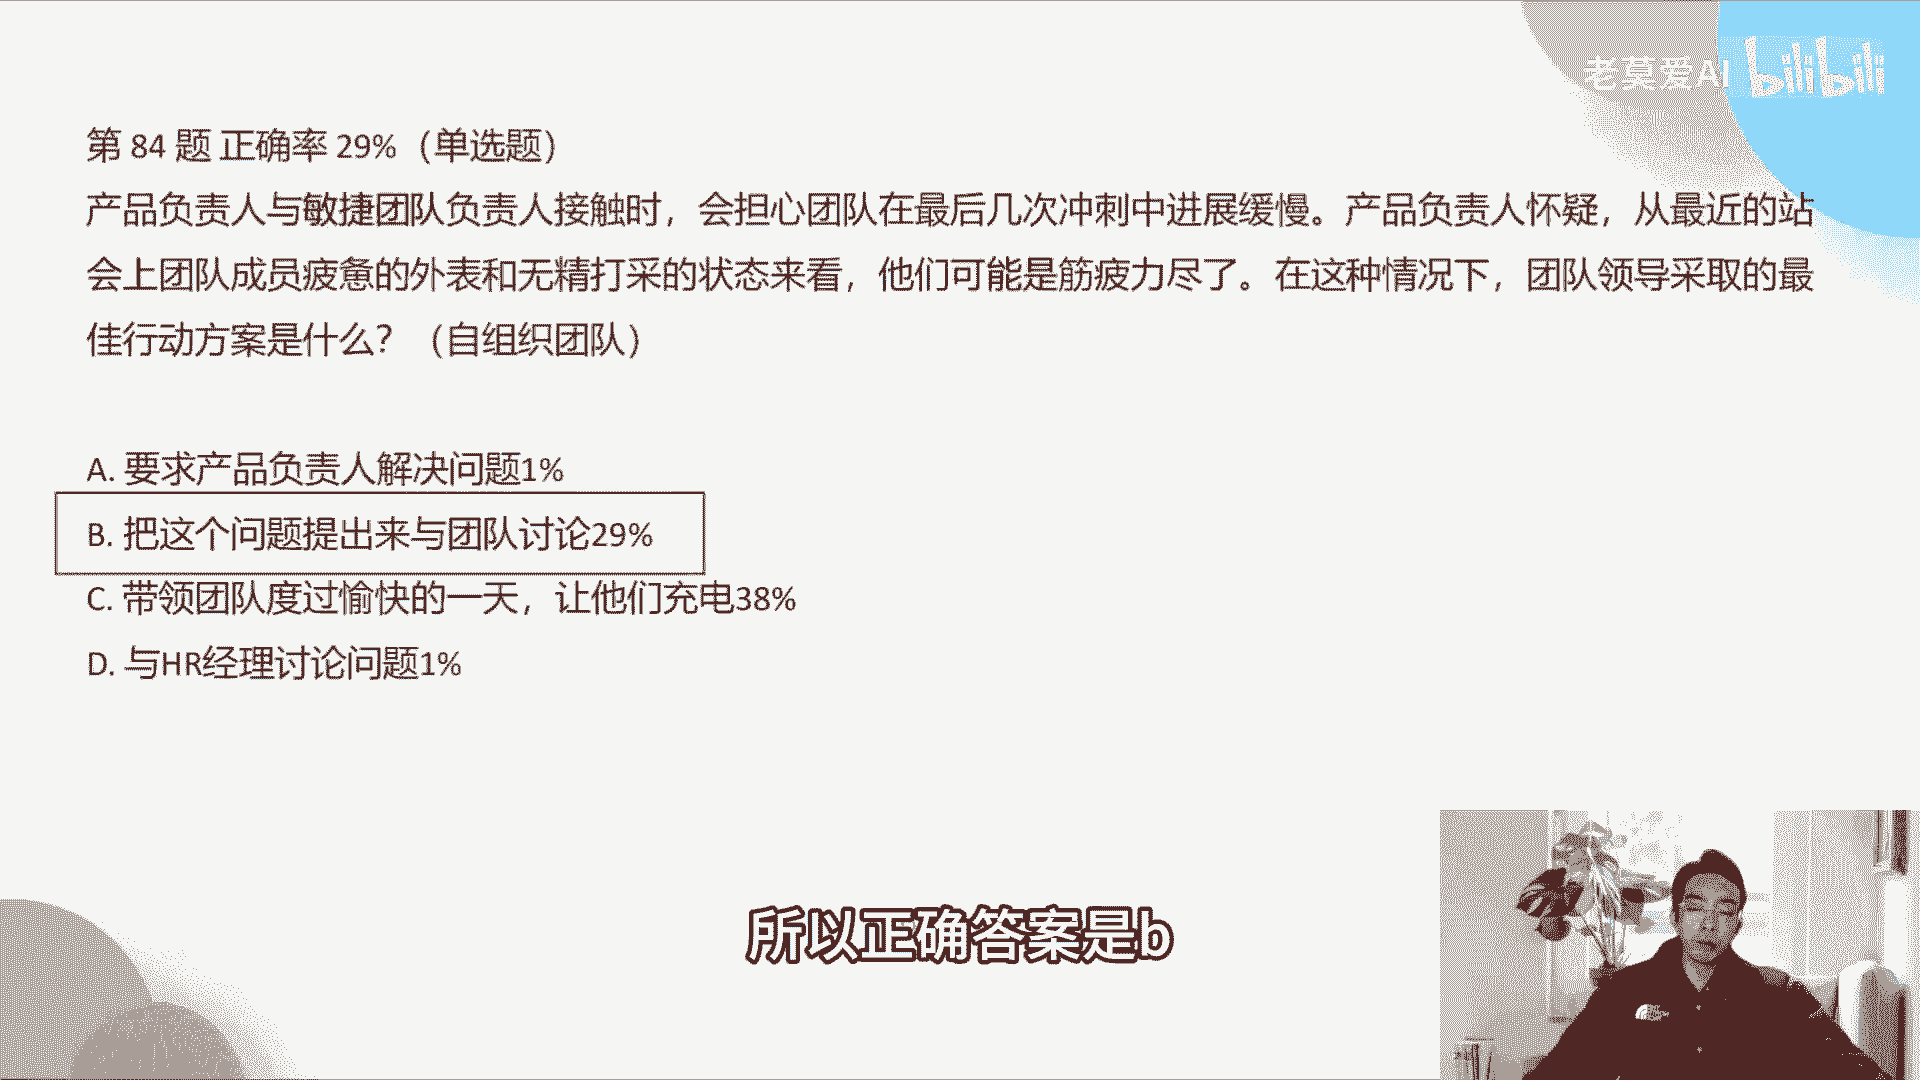 老莫爱AI bilibili
第 84 题 正确率 29%（单选题）
产品负责人与敏捷团队负责人接触时，会担心团队在最后几次冲刺中进展缓慢。产品负责人怀疑，从最近的站
会上团队成员疲惫的外表和无精打采的状态来看，他们可能是筋疲力尽了。在这种情况下，团队领导采取的最
佳行动方案是什么？（自组织团队）
A. 要求产品负责人解决问题1%
B. 把这个问题提出来与团队讨论29%
C. 带领团队度过愉快的一天，让他们充电38%
D. 与HR经理讨论问题1%
所以正确答案是b